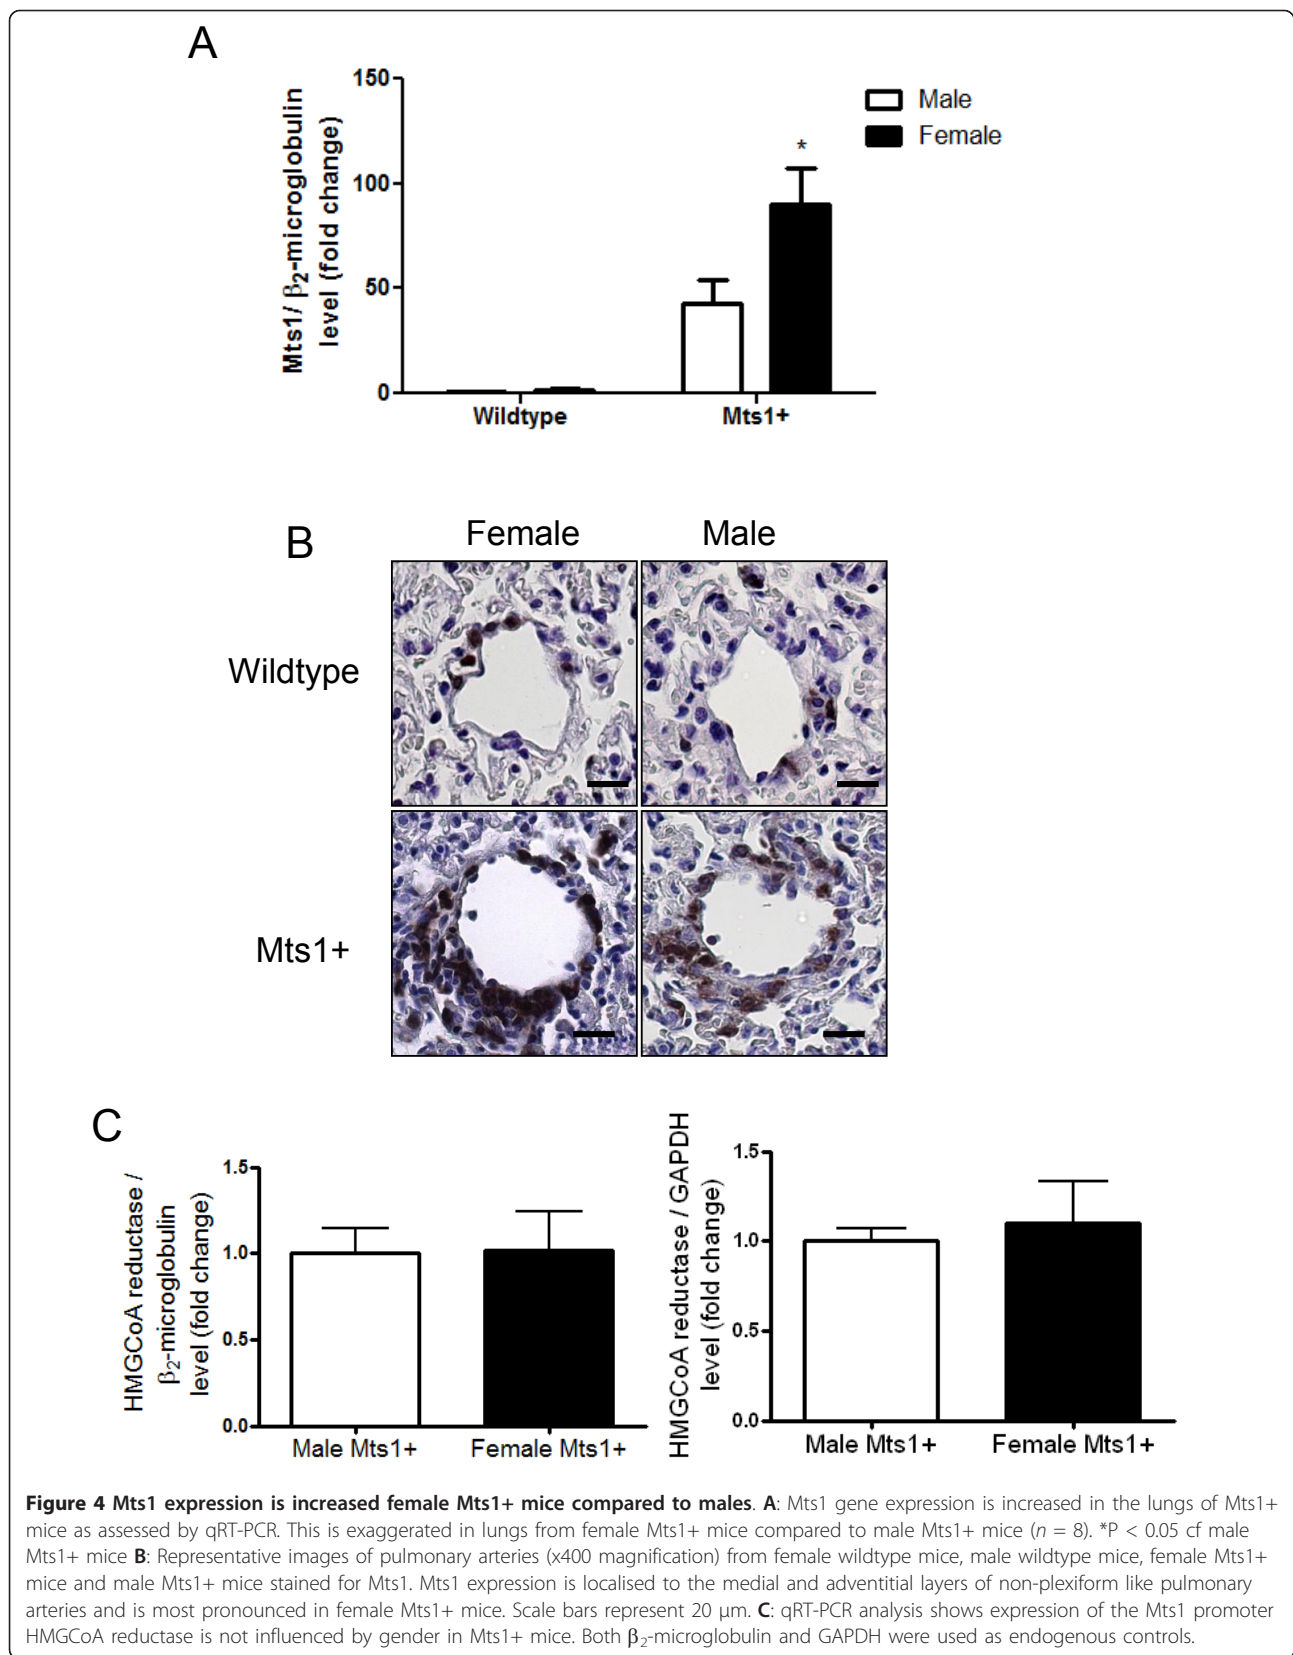 A
Mts1/ β2-microglobulin
level (fold change)
150
100
50
0
Male
Female
*
Wildtype
Mts1+
B
Female
Male
Wildtype
Mts1+
C
HMGCoA reductase /
β2-microglobulin
level (fold change)
1.5
1.0
0.5
0.0
Male Mts1+
Female Mts1+
HMGCoA reductase / GAPDH
level (fold change)
1.5
1.0
0.5
0.0
Male Mts1+
Female Mts1+
Figure 4 Mts1 expression is increased female Mts1+ mice compared to males. A: Mts1 gene expression is increased in the lungs of Mts1+
mice as assessed by qRT-PCR. This is exaggerated in lungs from female Mts1+ mice compared to male Mts1+ mice (n = 8). *P < 0.05 cf male
Mts1+ mice B: Representative images of pulmonary arteries (x400 magnification) from female wildtype mice, male wildtype mice, female Mts1+
mice and male Mts1+ mice stained for Mts1. Mts1 expression is localised to the medial and adventitial layers of non-plexiform like pulmonary
arteries and is most pronounced in female Mts1+ mice. Scale bars represent 20 μm. C: qRT-PCR analysis shows expression of the Mts1 promoter
HMGCoA reductase is not influenced by gender in Mts1+ mice. Both β2-microglobulin and GAPDH were used as endogenous controls.